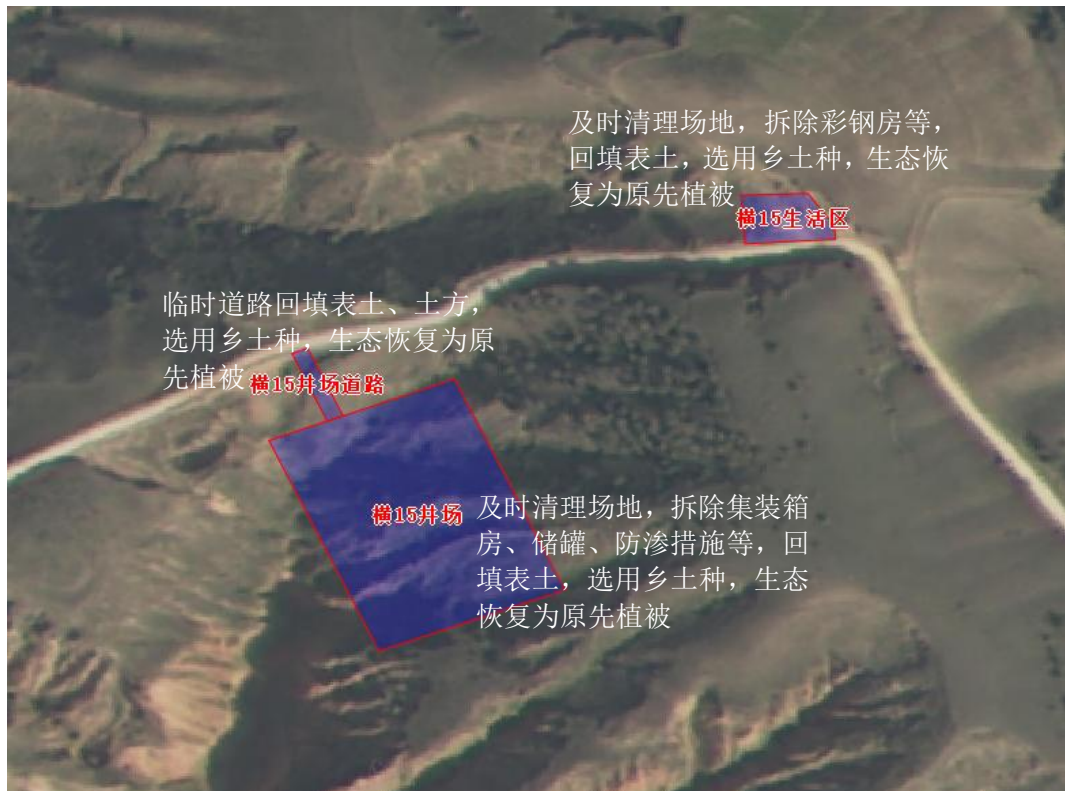 及时清理场地，拆除彩钢房等，
回填表土，选用乡土种，生态恢
复为原先植被
横15生活区
临时道路回填表土、土方，
选用乡土种，生态恢复为原
先植被
横15井场道路
横15井场
及时清理场地，拆除集装箱
房、储罐、防渗措施等，回
填表土，选用乡土种，生态
恢复为原先植被